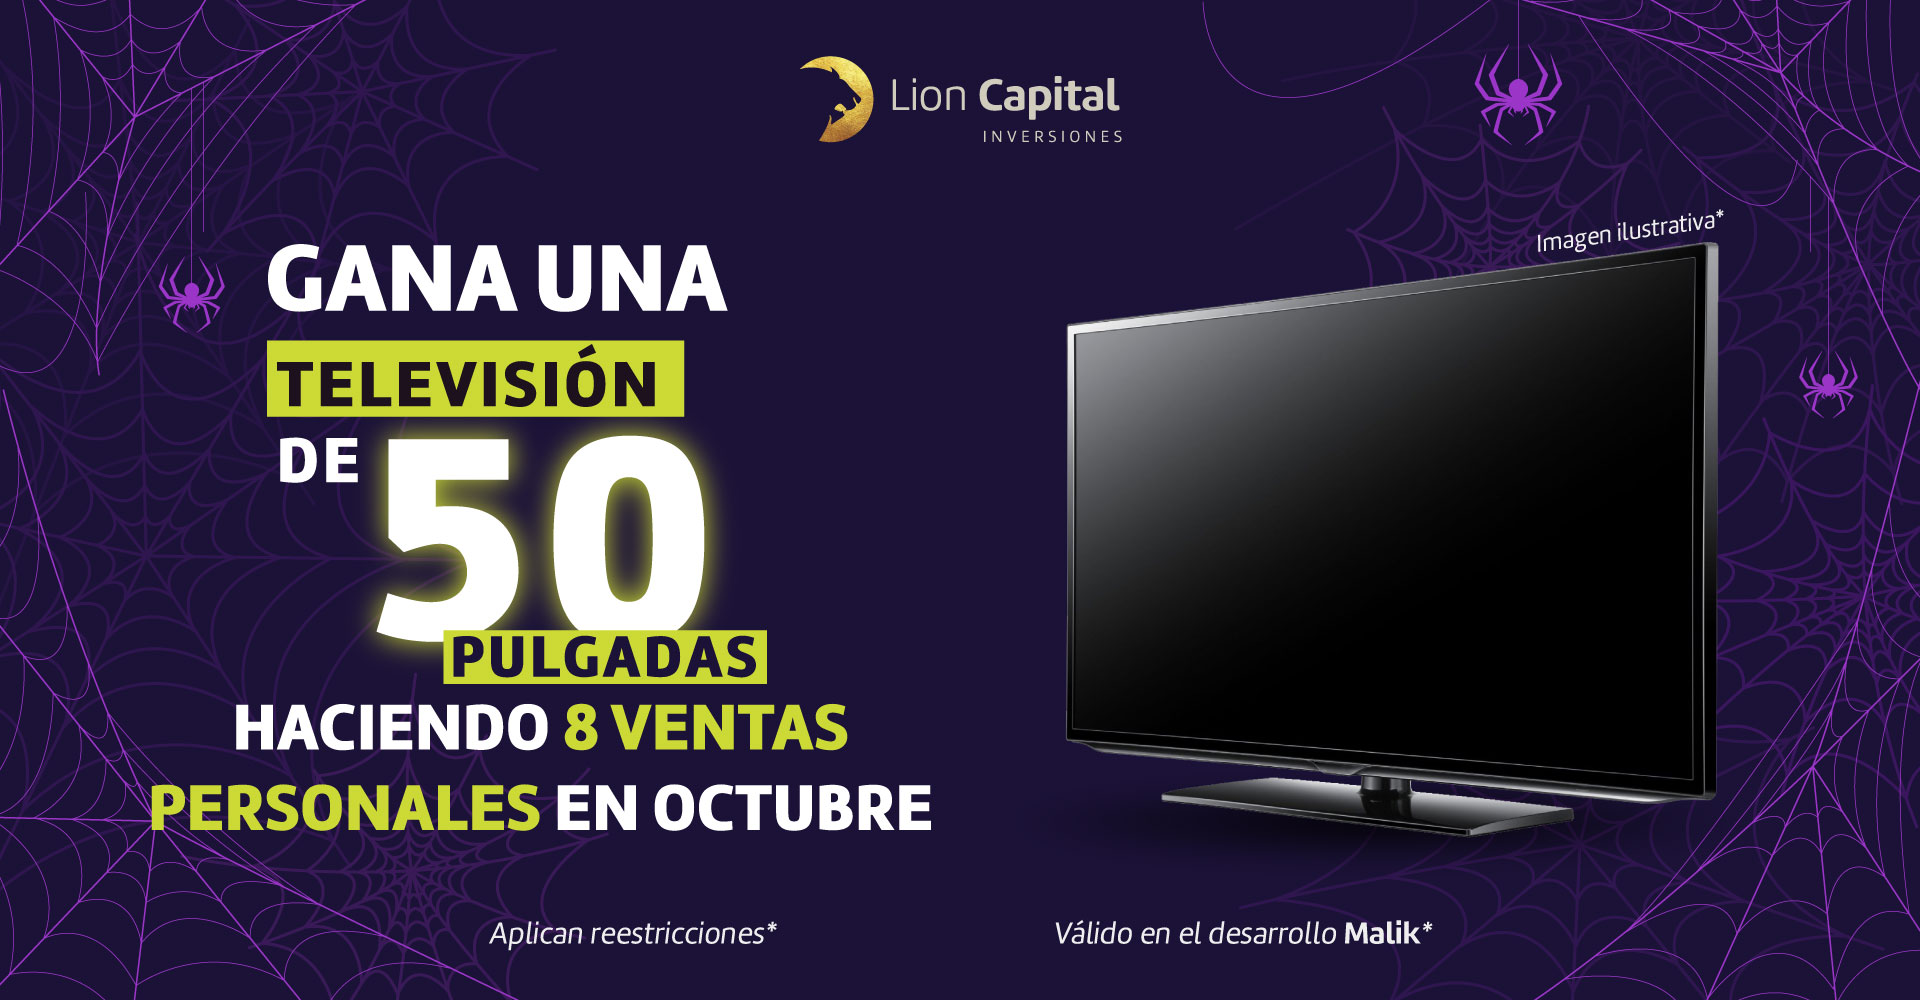 Lion Capital
INVERSIONES
Imagen ilustrativa*
GANA UNA
TELEVISIÓN
DE 50
PULGADAS
HACIENDO 8 VENTAS
PERSONALES EN OCTUBRE
Aplican reestricciones*
Válido en el desarrollo Malik*